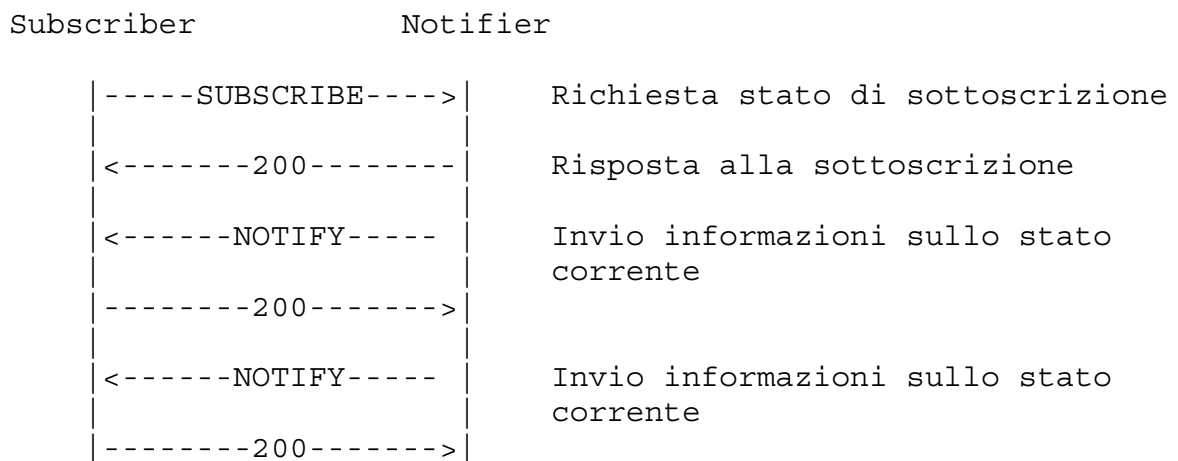 Subscriber          Notifier
|-----SUBSCRIBE---->|    Richiesta stato di sottoscrizione
|<-------200--------|    Risposta alla sottoscrizione
|<------NOTIFY----- |    Invio informazioni sullo stato
corrente
|--------200------->|
|<------NOTIFY----- |    Invio informazioni sullo stato
corrente
|--------200------->|